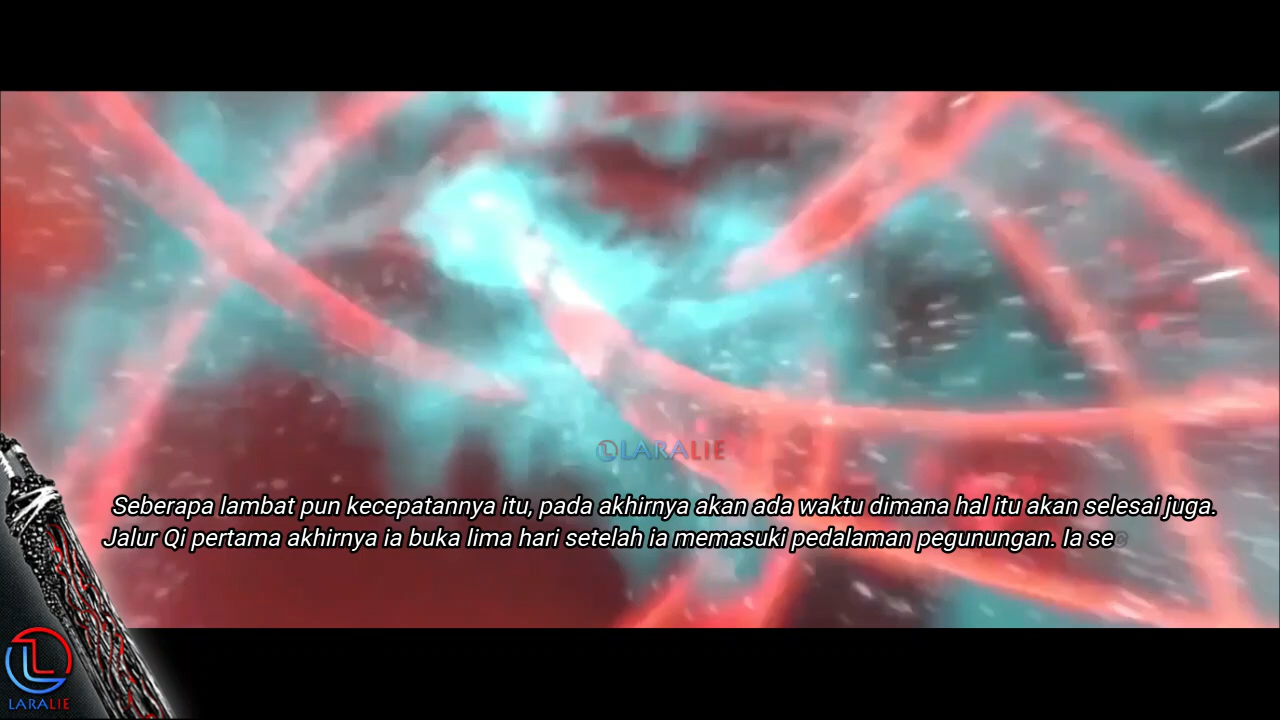 LARALIE
Seberapa lambat pun kecepatannya itu, pada akhirnya akan ada waktu dimana hal itu akan selesai juga.
Jalur Qi pertama akhirnya ia buka lima hari setelah ia memasuki pedalaman pegunungan. Ia se
LARALIE